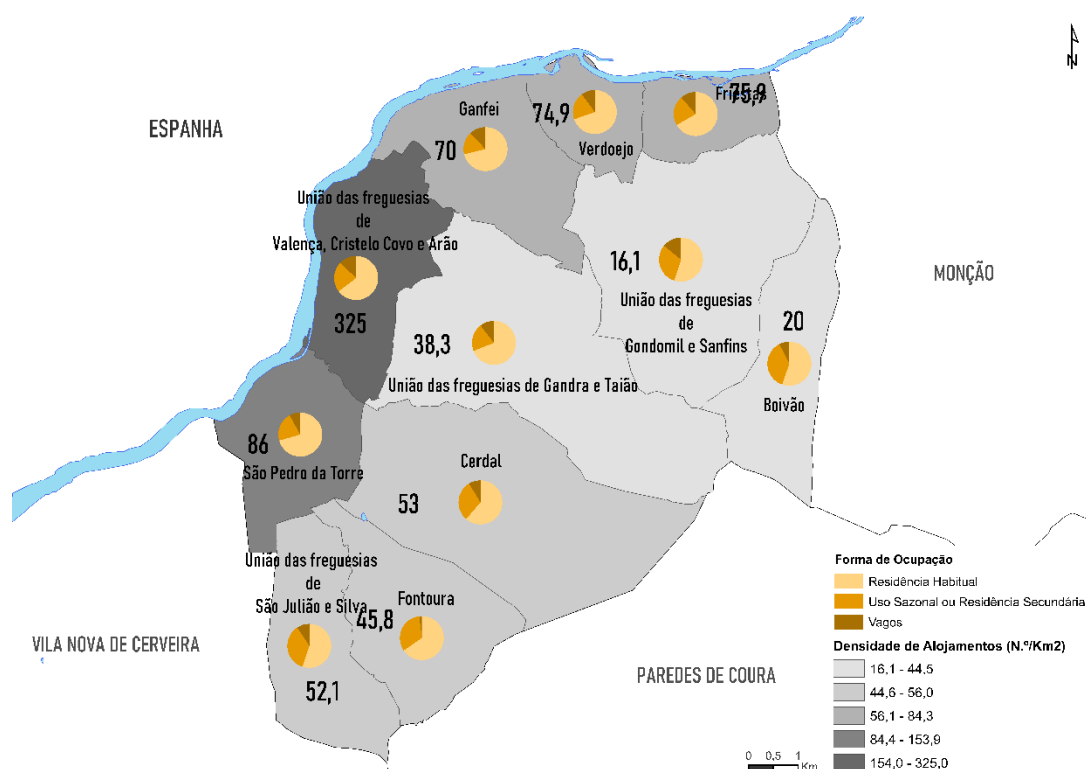 N
ESPANHA
MONÇÃO
VILA NOVA DE CERVEIRA
PAREDES DE COURA
Ganfei
70
74,9
Verdoejo
Friestas
75,9
União das freguesias
de
Valença, Cristelo Covo e Arão
325
16,1
União das freguesias
de
Gondomil e Sanfins
20
Boivão
38,3
União das freguesias de Gandra e Taião
86
São Pedro da Torre
Cerdal
53
União das freguesias
de
São Julião e Silva
52,1
Fontoura
45,8
Forma de Ocupação
Residência Habitual
Uso Sazonal ou Residência Secundária
Vagos
Densidade de Alojamentos (N.º/Km2)
16,1 - 44,5
44,6 - 56,0
56,1 - 84,3
84,4 - 153,9
154,0 - 325,0
0 0,5 1
Km